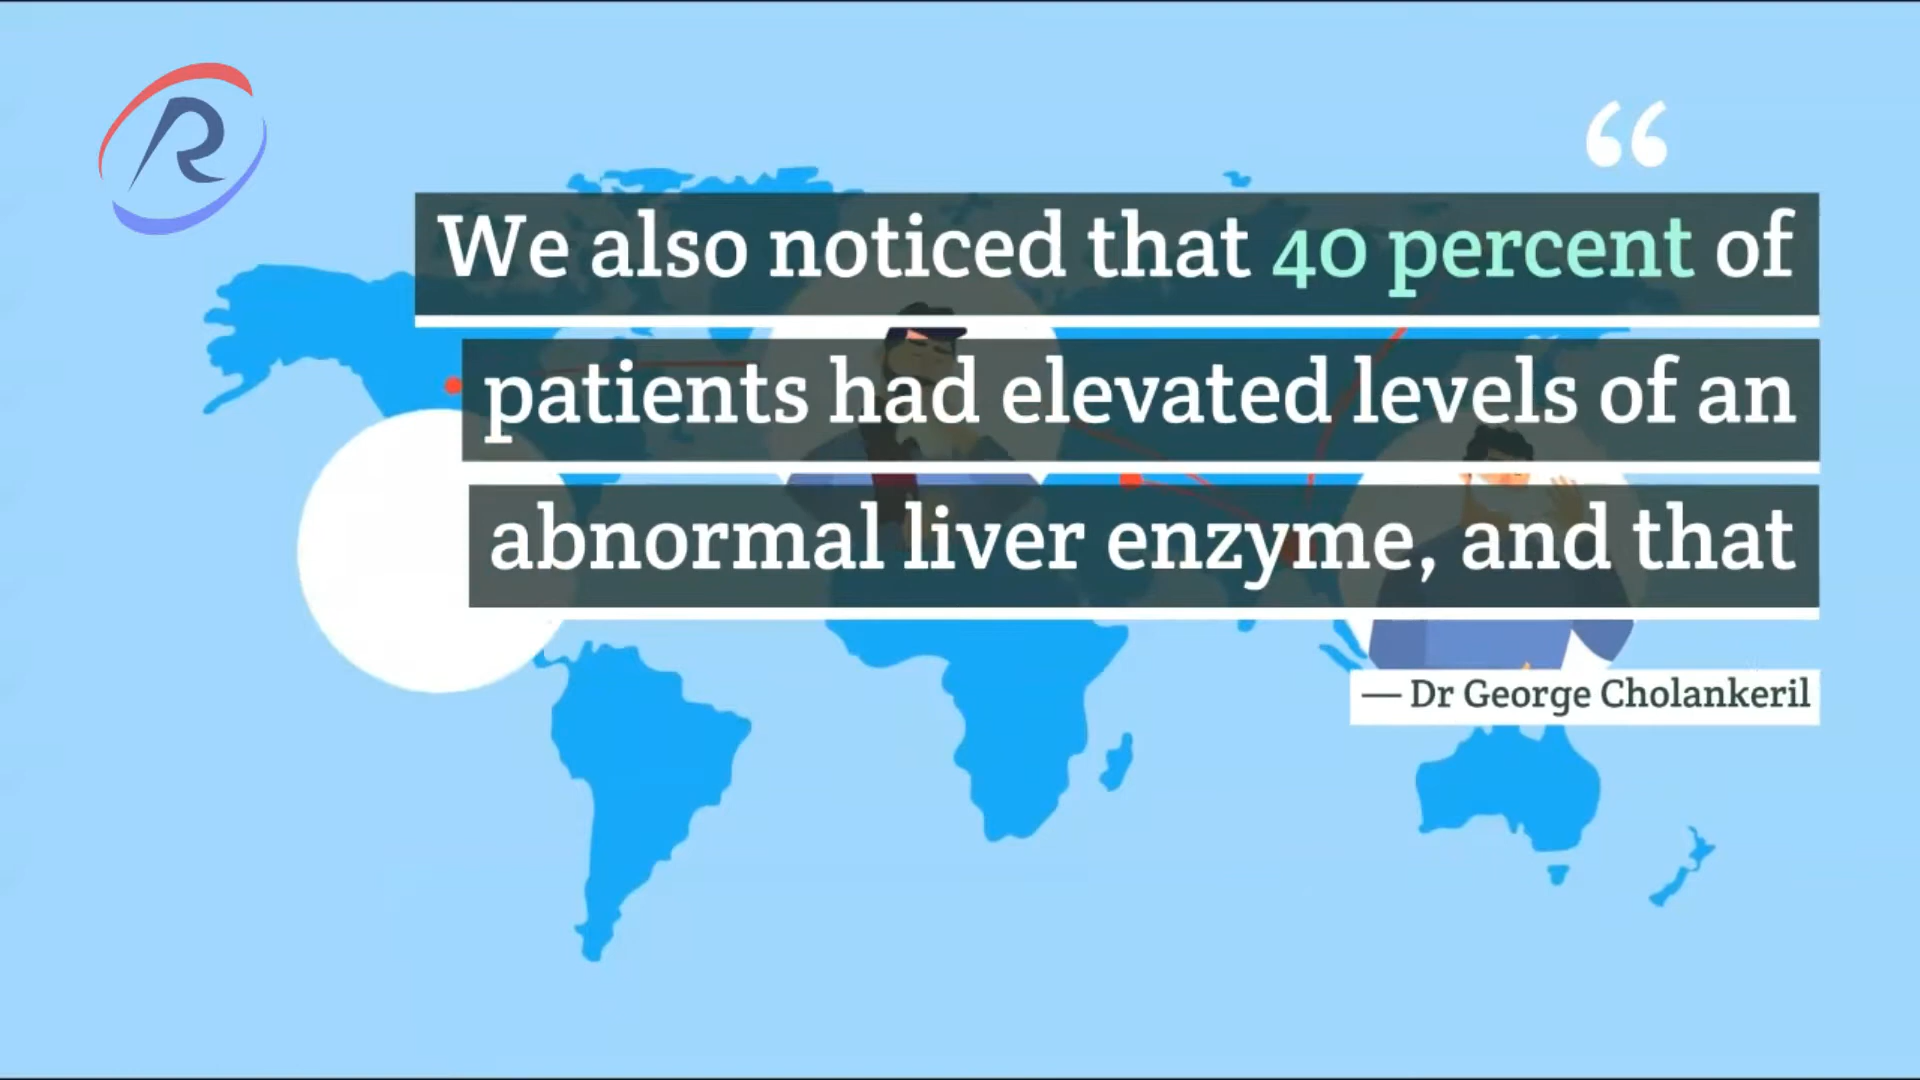 R
“
We also noticed that 40 percent of
patients had elevated levels of an
abnormal liver enzyme, and that
— Dr George Cholankeril